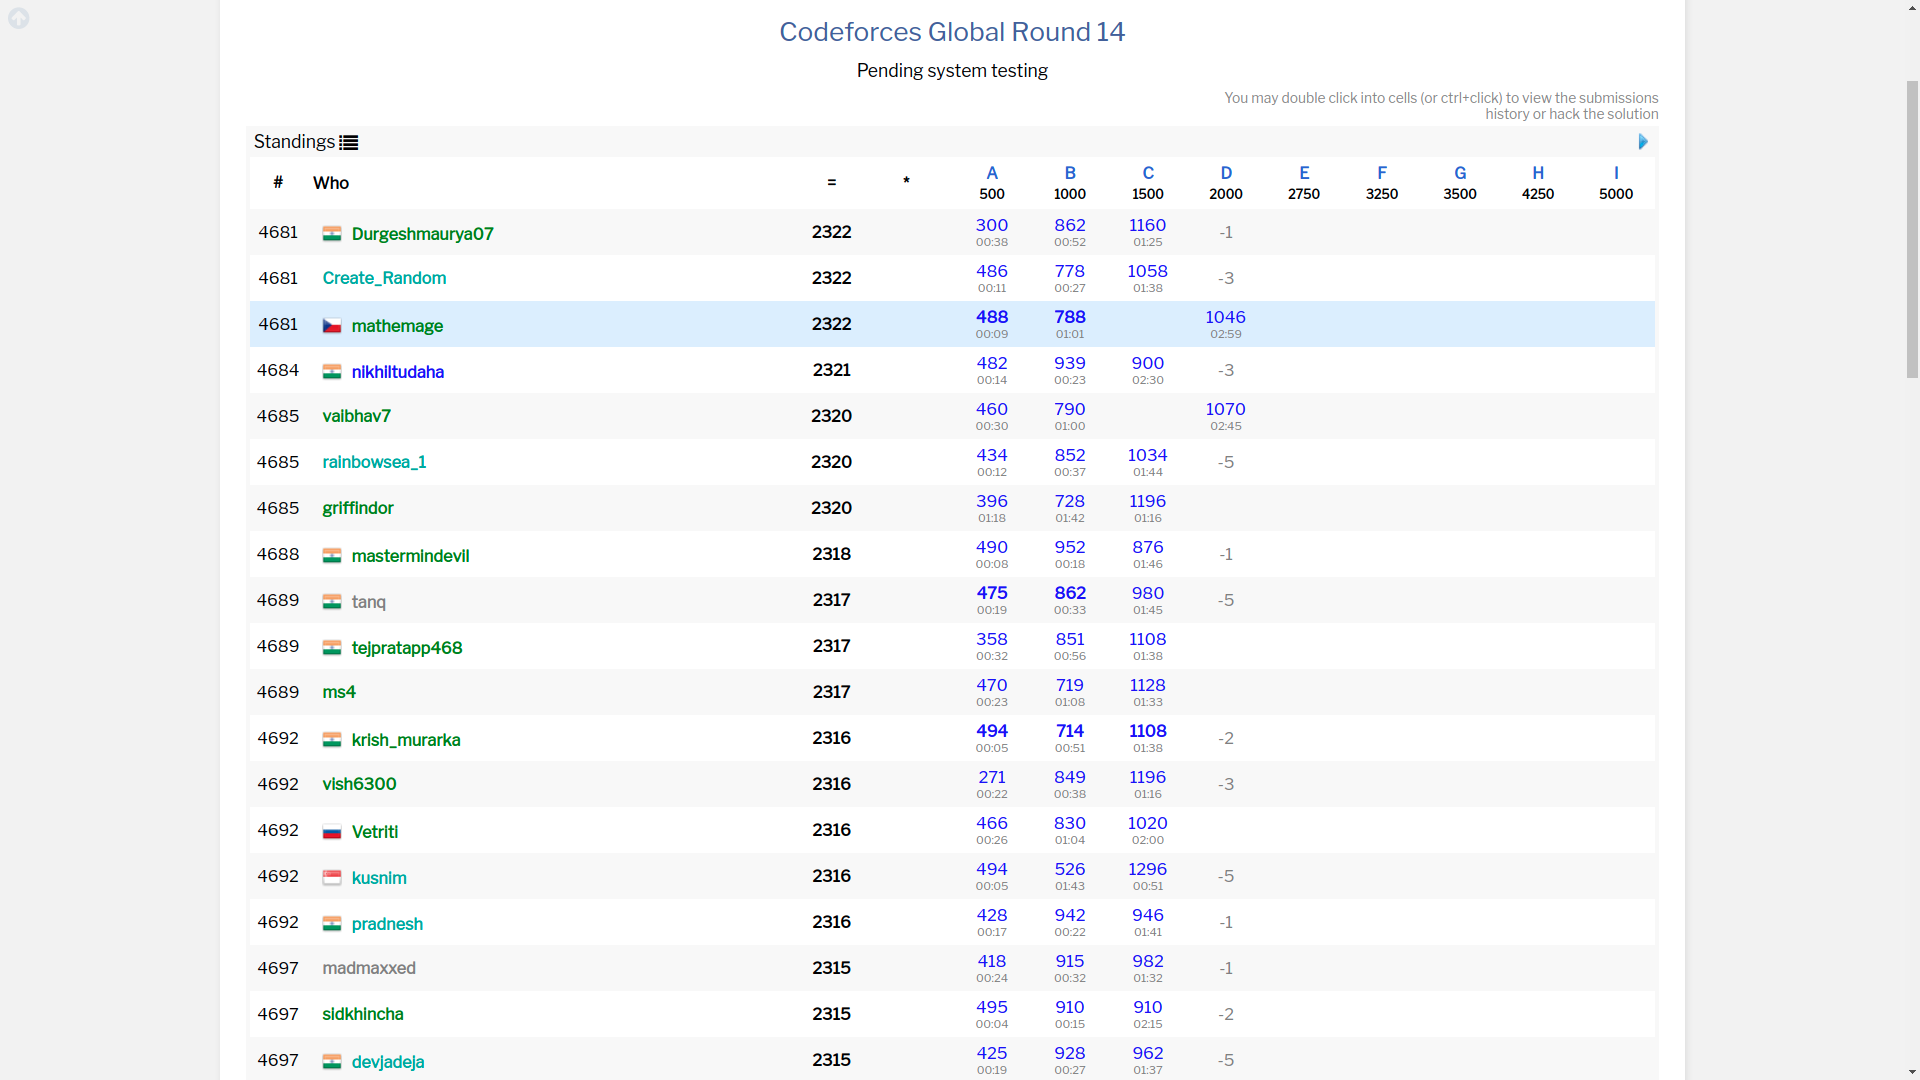 Codeforces Global Round 14
Pending system testing
You may double click into cells (or ctrl+click) to view the submissions
history or hack the solution
Standings
# Who = * A B C D E F G H I
500 1000 1500 2000 2750 3250 3500 4250 5000
4681 Durgeshmaurya07 2322 300 862 1160 -1
00:38 00:52 01:25
4681 Create_Random 2322 486 778 1058 -3
00:11 00:27 01:38
4681 mathemage 2322 488 788 1046
00:09 01:01 02:59
4684 nikhiltudaha 2321 482 939 900 -3
00:14 00:23 02:30
4685 vaibhav7 2320 460 790 1070
00:30 01:00 02:45
4685 rainbowsea_1 2320 434 852 1034 -5
00:12 00:37 01:44
4685 griffindor 2320 396 728 1196
01:18 01:42 01:16
4688 mastermindevil 2318 490 952 876 -1
00:08 00:18 01:46
4689 tanq 2317 475 862 980 -5
00:19 00:33 01:45
4689 tejpratapp468 2317 358 851 1108
00:32 00:56 01:38
4689 ms4 2317 470 719 1128
00:23 01:08 01:33
4692 krish_murarka 2316 494 714 1108 -2
00:05 00:51 01:38
4692 vish6300 2316 271 849 1196 -3
00:22 00:38 01:16
4692 Vetriti 2316 466 830 1020
00:26 01:04 02:00
4692 kusnim 2316 494 526 1296 -5
00:05 01:43 00:51
4692 pradnesh 2316 428 942 946 -1
00:17 00:22 01:41
4697 madmaxxed 2315 418 915 982 -1
00:24 00:32 01:32
4697 sidkhincha 2315 495 910 910 -2
00:04 00:15 02:15
4697 devjadeja 2315 425 928 962 -5
00:19 00:27 01:37